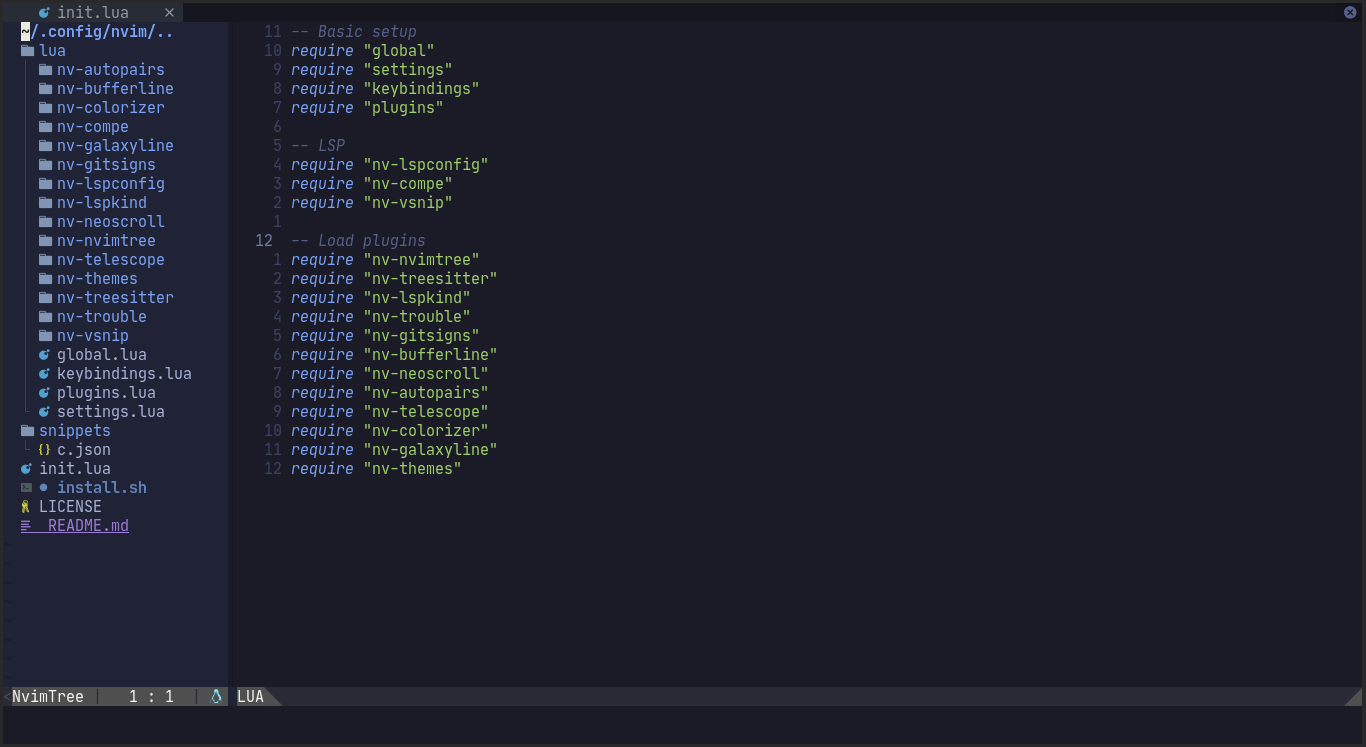 init.lua ×
~/.config/nvim/..
lua
nv-autopairs
nv-bufferline
nv-colorizer
nv-compe
nv-galaxyline
nv-gitsigns
nv-lspconfig
nv-lspkind
nv-neoscroll
nv-nvimtree
nv-telescope
nv-themes
nv-treesitter
nv-trouble
nv-vsnip
global.lua
keybindings.lua
plugins.lua
settings.lua
snippets
{} c.json
init.lua
install.sh
LICENSE
README.md
~
~
~
~
~
~
~
~
11 -- Basic setup
10 require "global"
9 require "settings"
8 require "keybindings"
7 require "plugins"
6
5 -- LSP
4 require "nv-lspconfig"
3 require "nv-compe"
2 require "nv-vsnip"
1
12 -- Load plugins
1 require "nv-nvimtree"
2 require "nv-treesitter"
3 require "nv-lspkind"
4 require "nv-trouble"
5 require "nv-gitsigns"
6 require "nv-bufferline"
7 require "nv-neoscroll"
8 require "nv-autopairs"
9 require "nv-telescope"
10 require "nv-colorizer"
11 require "nv-galaxyline"
12 require "nv-themes"
<NvimTree | 1 : 1 |
LUA